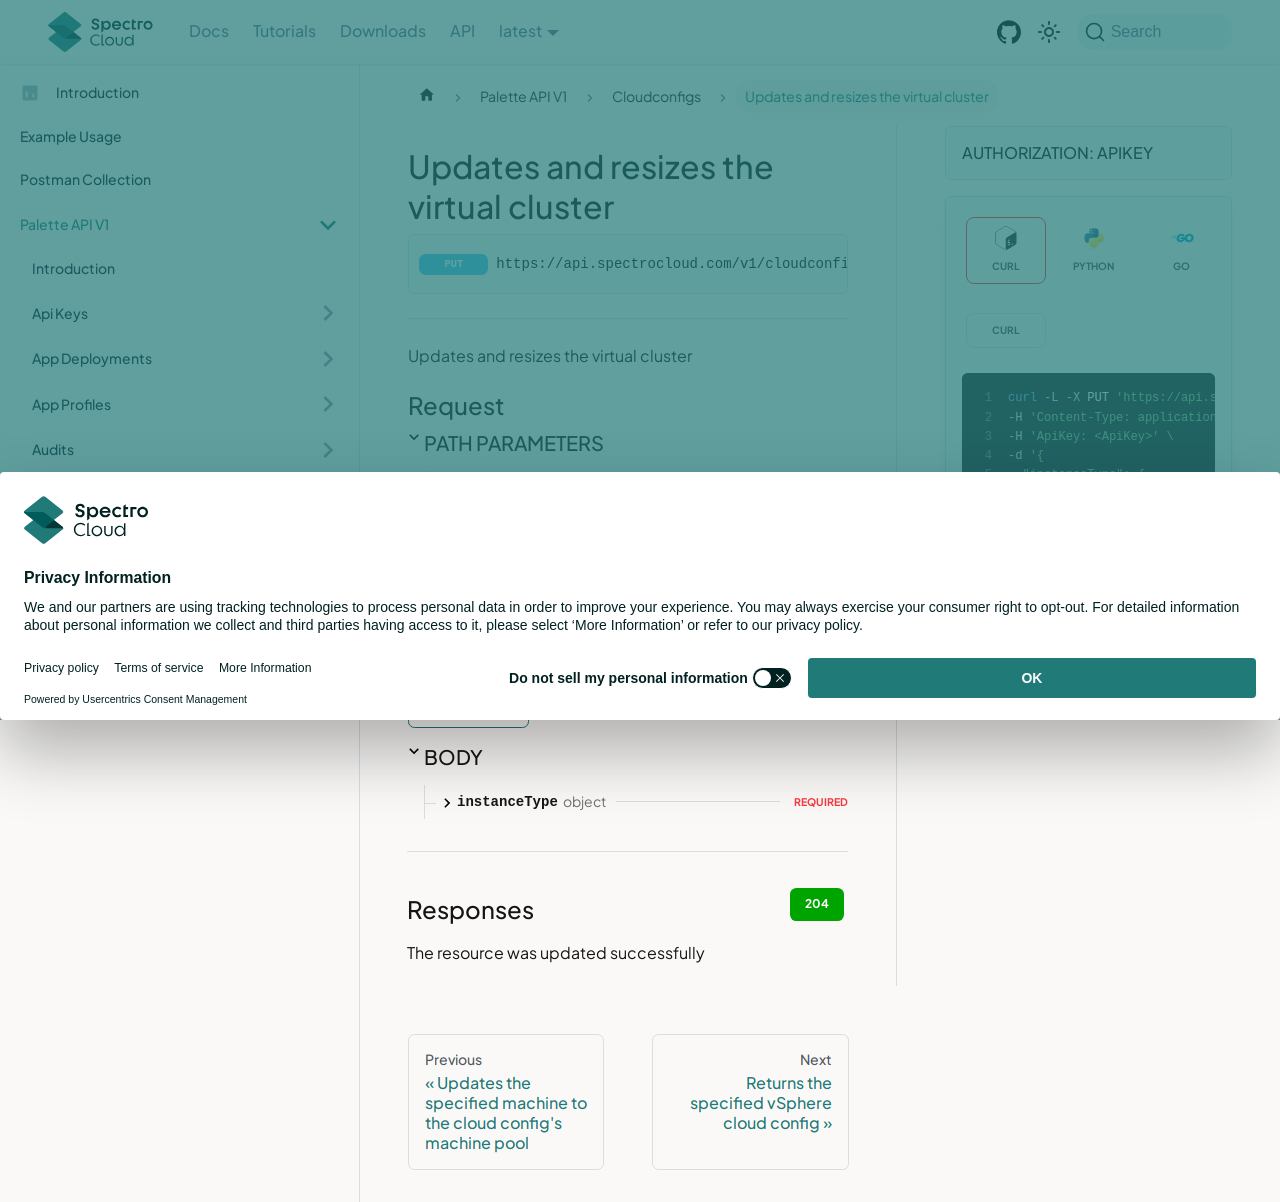 Spectro Cloud
Docs
Tutorials
Downloads
API
latest
Search
Introduction
Example Usage
Postman Collection
Palette API V1
Introduction
Api Keys
App Deployments
App Profiles
Audits
Palette API V1
Cloudconfigs
Updates and resizes the virtual cluster
Updates and resizes the
virtual cluster
PUT
https://api.spectrocloud.com/v1/cloudconfi
Updates and resizes the virtual cluster
Request
PATH PARAMETERS
AUTHORIZATION: APIKEY
CURL
PYTHON
GO
CURL
1 curl -L -X PUT 'https://api.s
2 -H 'Content-Type: application
3 -H 'ApiKey: <ApiKey>' \
4 -d '{
Spectro
Cloud
Privacy Information
We and our partners are using tracking technologies to process personal data in order to improve your experience. You may always exercise your consumer right to opt-out. For detailed information
about personal information we collect and third parties having access to it, please select ‘More Information’ or refer to our privacy policy.
Privacy policy
Terms of service
More Information
Powered by Usercentrics Consent Management
Do not sell my personal information
OK
BODY
instanceType object
REQUIRED
Responses
204
The resource was updated successfully
Previous
« Updates the
specified machine to
the cloud config's
machine pool
Next
Returns the
specified vSphere
cloud config »